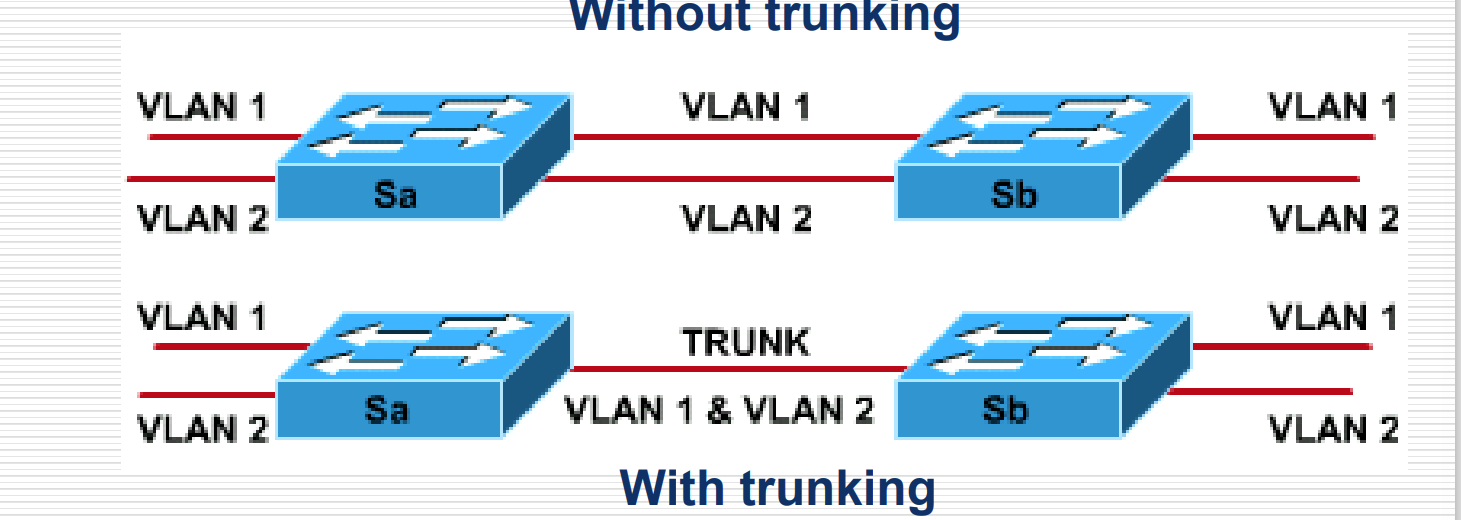 Without trunking
VLAN 1 VLAN 1 VLAN 1
Sa Sb
VLAN 2 VLAN 2 VLAN 2
VLAN 1 VLAN 1
TRUNK
Sa VLAN 1 & VLAN 2 Sb
VLAN 2 VLAN 2
With trunking